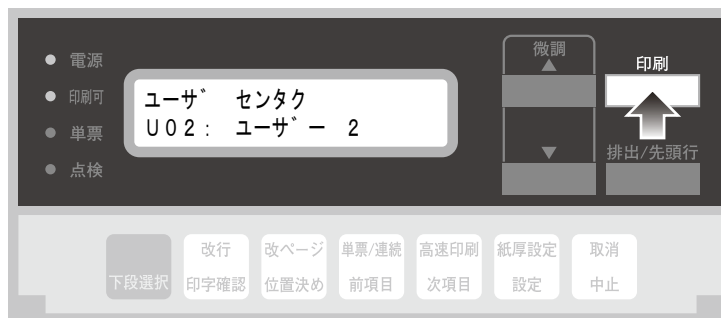 電源
印刷可
単票
点検
ユーザ゛ センタク
U02: ユーザ゛ー 2
微調
▲
▼
印刷
排出/先頭行
下段選択
改行
印字確認
改ページ
位置決め
単票/連続
前項目
高速印刷
次項目
紙厚設定
設定
取消
中止